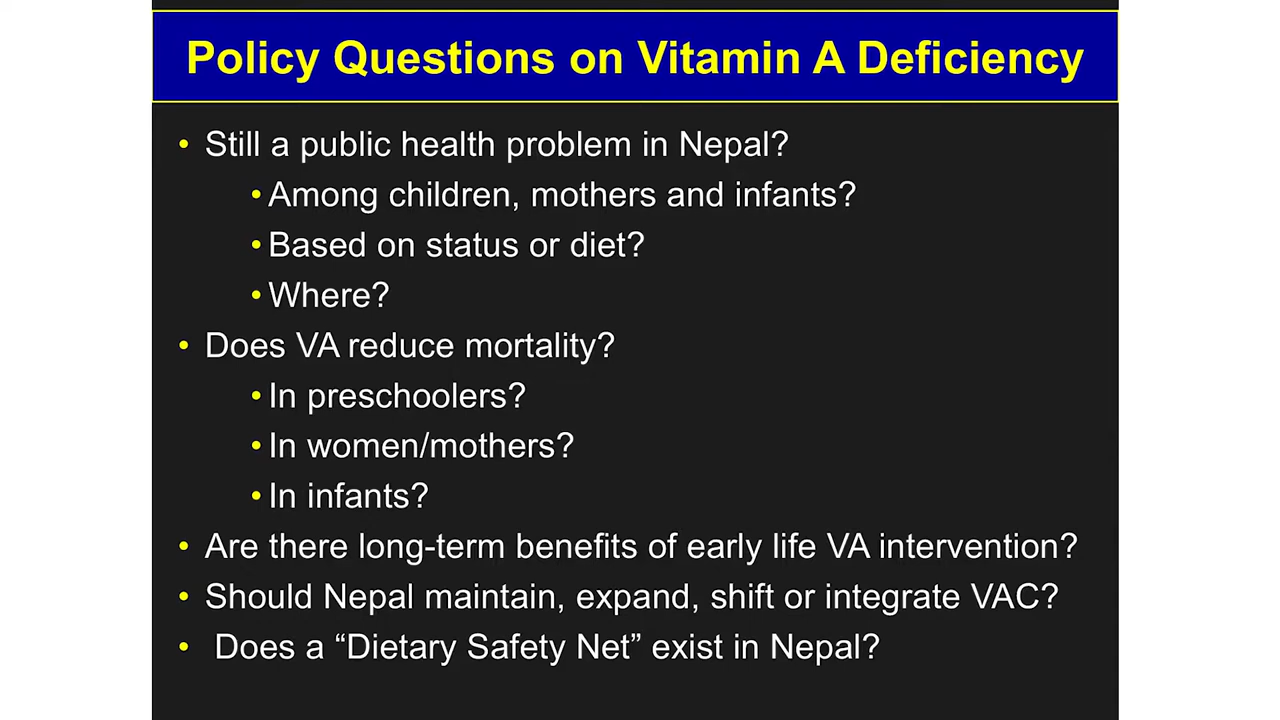 Policy Questions on Vitamin A Deficiency
• Still a public health problem in Nepal?
• Among children, mothers and infants?
• Based on status or diet?
• Where?
• Does VA reduce mortality?
• In preschoolers?
• In women/mothers?
• In infants?
• Are there long-term benefits of early life VA intervention?
• Should Nepal maintain, expand, shift or integrate VAC?
• Does a “Dietary Safety Net” exist in Nepal?